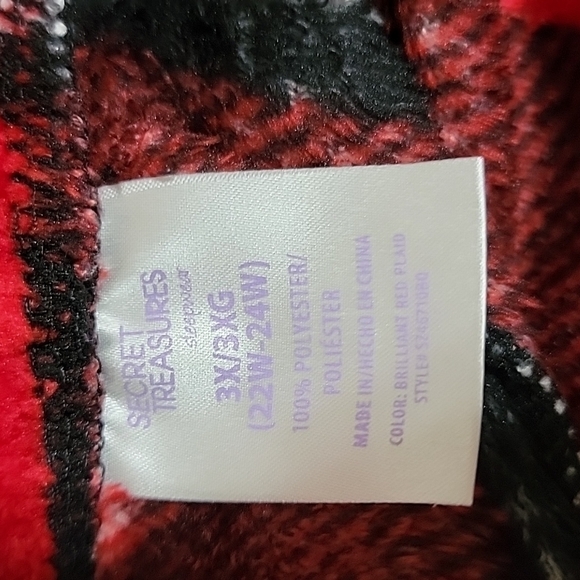 SECRET
TREASURES
sleepwear
3X/3XG
(22W-24W)
100% POLYESTER/
POLIÉSTER
MADE IN/HECHO EN CHINA
COLOR: BRILLIANT RED PLAID
STYLE#